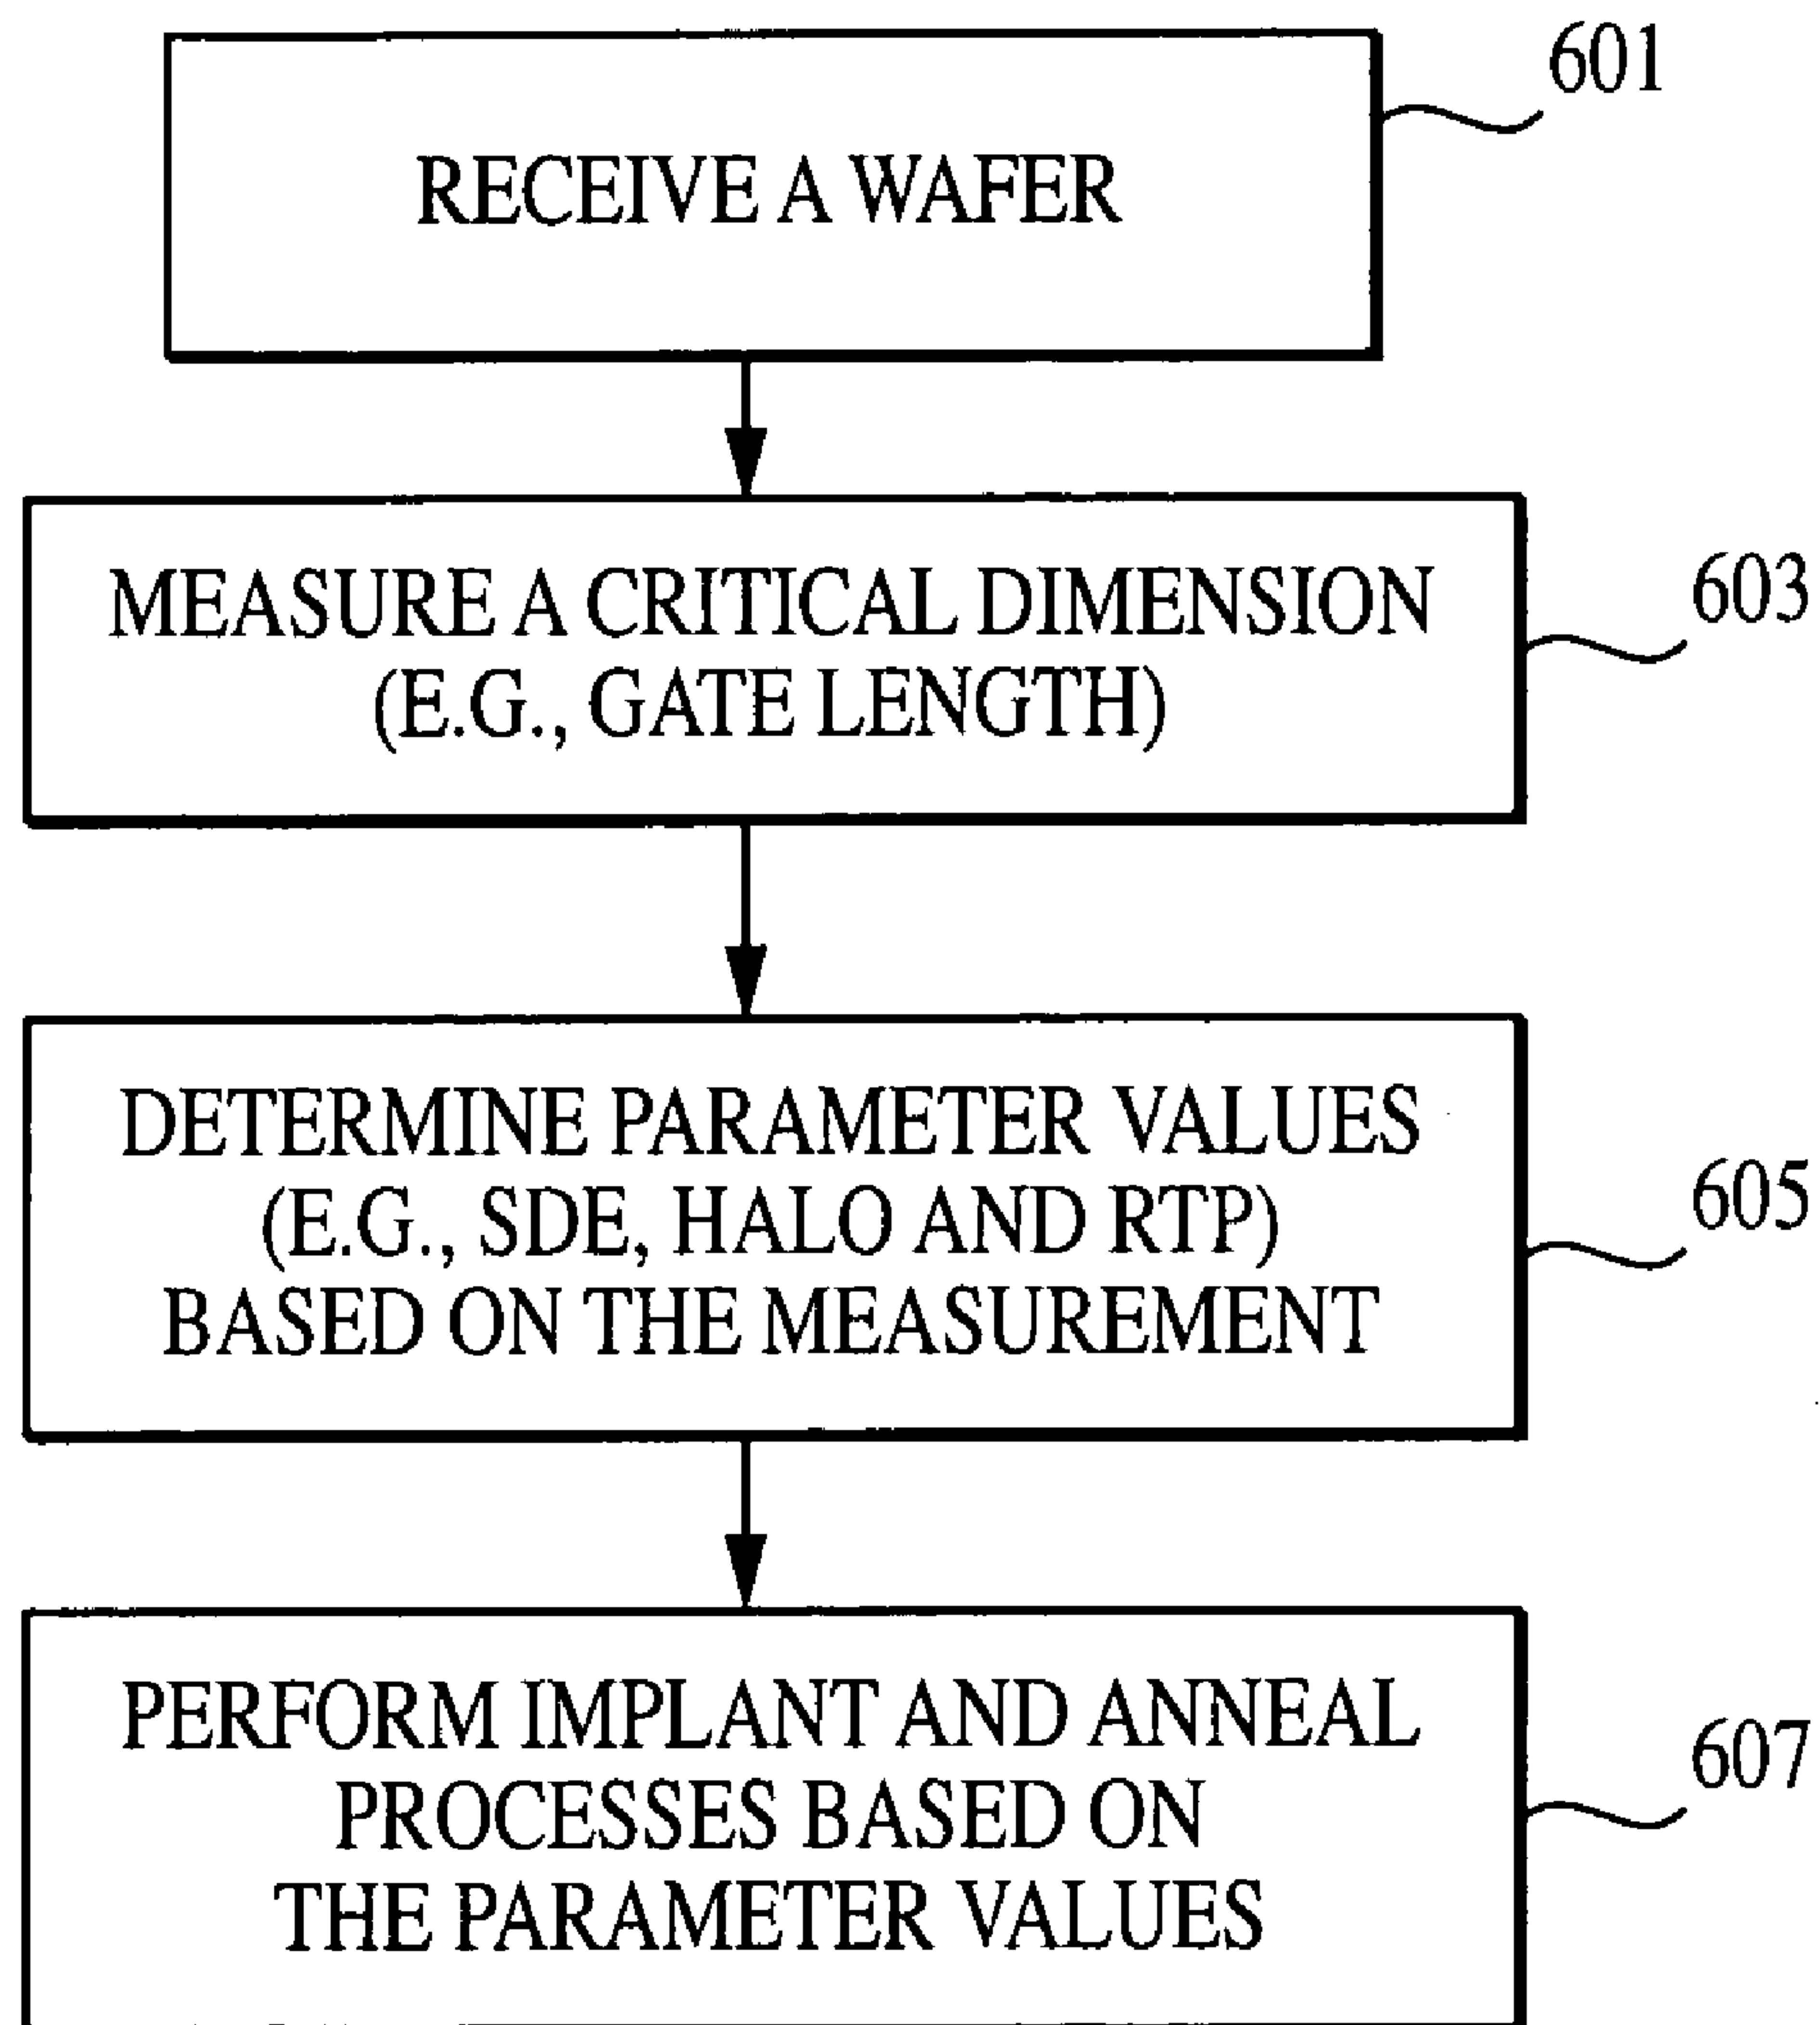 601
RECEIVE A WAFER
MEASURE A CRITICAL DIMENSION
(E.G., GATE LENGTH)
603
DETERMINE PARAMETER VALUES
(E.G., SDE, HALO AND RTP)
BASED ON THE MEASUREMENT
605
PERFORM IMPLANT AND ANNEAL
PROCESSES BASED ON
THE PARAMETER VALUES
607